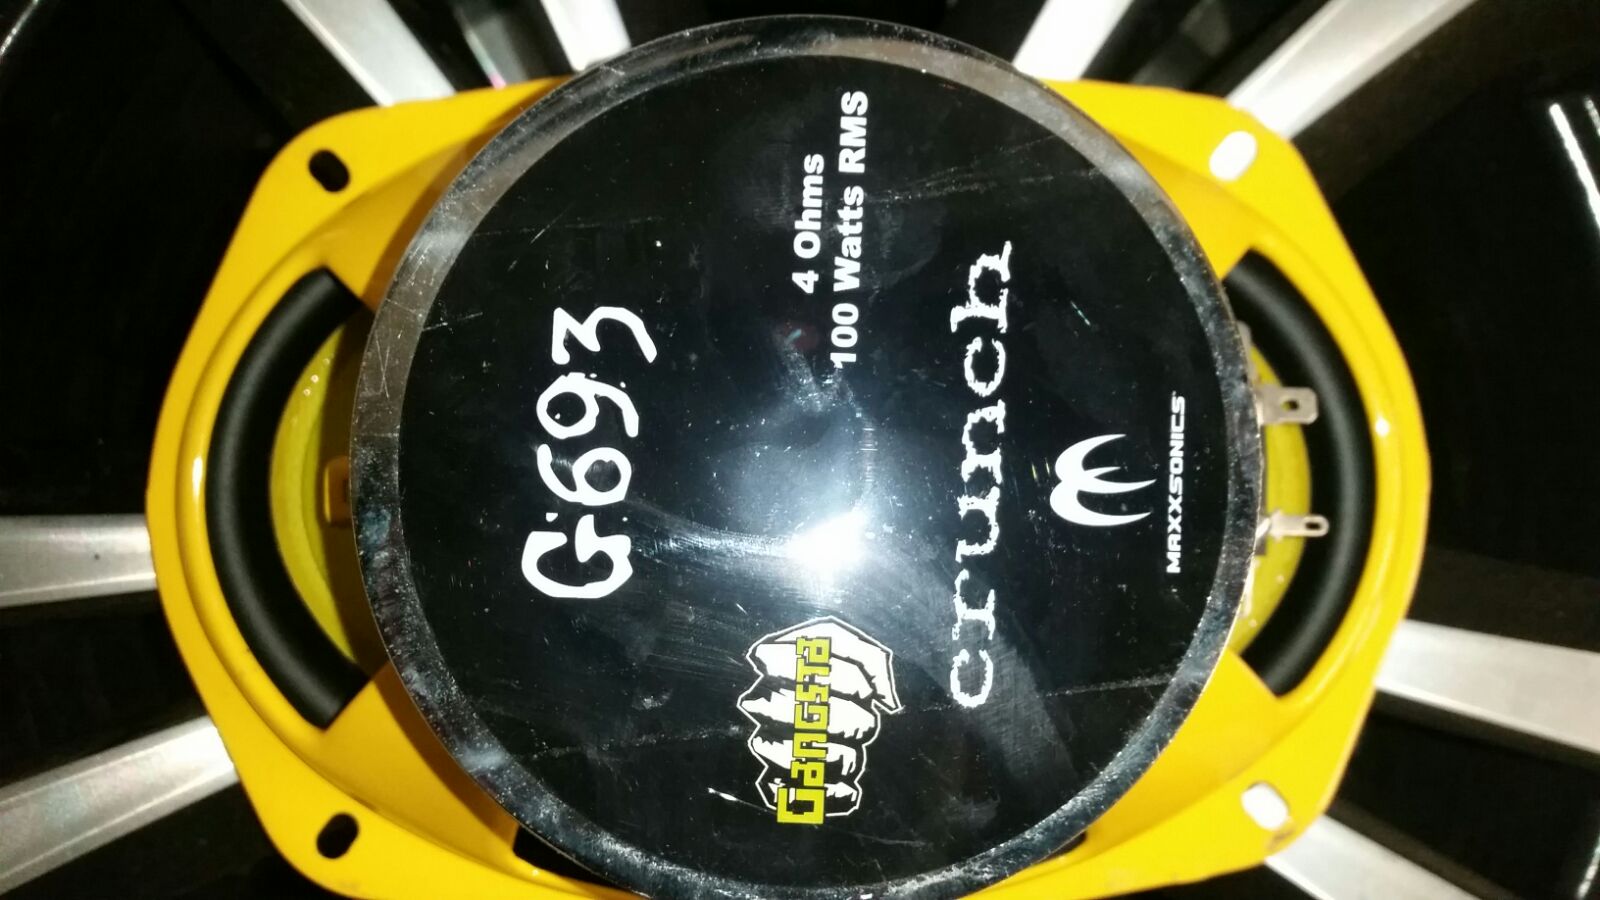 G693
4 Ohms
100 Watts RMS
Gangsta
crunch
MAXXSONICS